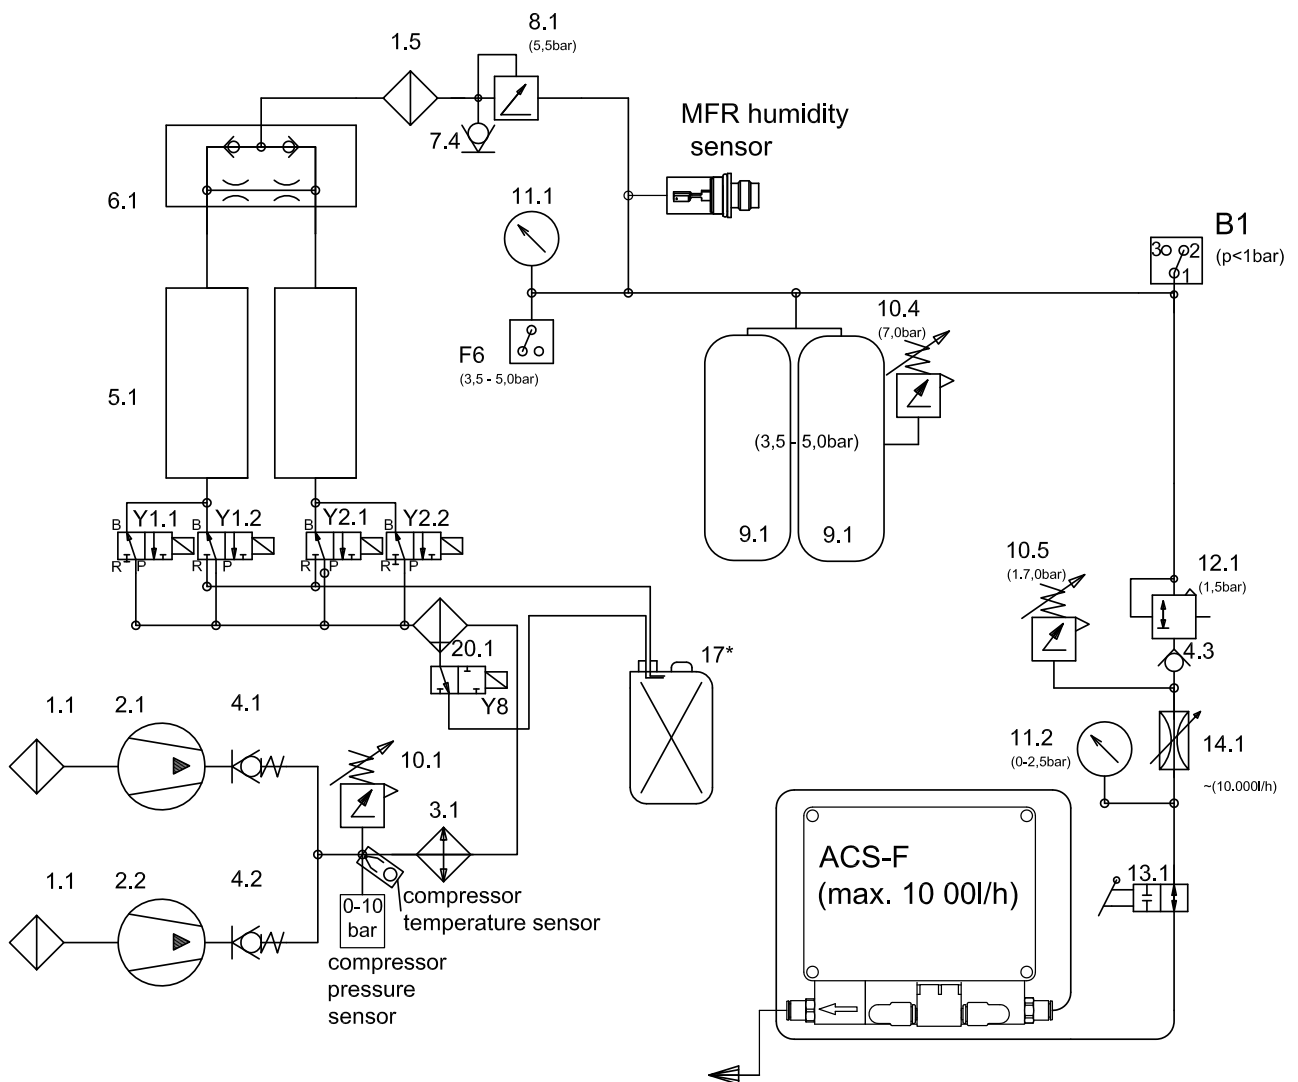 8.1
(5,5bar)
1.5
7.4
MFR humidity
sensor
6.1
11.1
B1
(p<1bar)
3
2
1
10.4
(7,0bar)
F6
(3,5 - 5,0bar)
5.1
(3,5 - 5,0bar)
9.1
9.1
B
Y1.1
B
Y1.2
B
Y2.1
B
Y2.2
R
P
R
P
R
P
R
P
10.5
(1.7,0bar)
12.1
(1,5bar)
20.1
17*
4.3
Y8
1.1
2.1
4.1
10.1
11.2
(0-2,5bar)
14.1
~(10.000l/h)
3.1
ACS-F
(max. 10 00l/h)
13.1
1.1
2.2
4.2
0-10
bar
compressor
temperature sensor
compressor
pressure
sensor